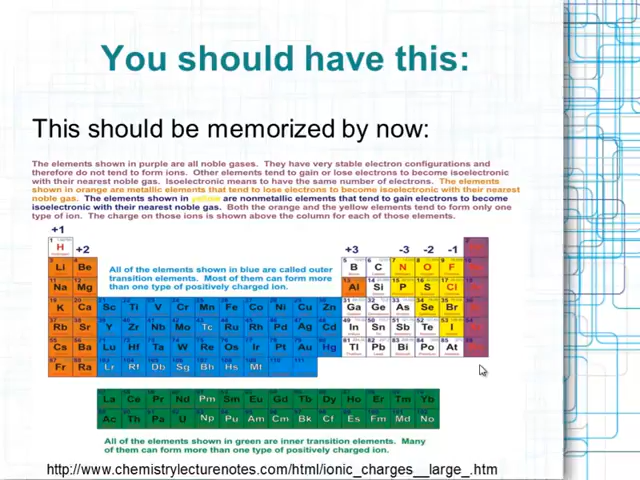 You should have this:
This should be memorized by now:
The elements shown in purple are all noble gases. They have very stable electron configurations and
therefore do not tend to form ions. Other elements tend to gain or lose electrons to become isoelectronic
with their nearest noble gas. Isoelectronic means to have the same number of electrons. The elements
shown in orange are metallic elements that tend to lose electrons to become isoelectronic with their nearest
noble gas. The elements shown in yellow are nonmetallic elements that tend to gain electrons to become
isoelectronic with their nearest noble gas. Both the orange and the yellow elements tend to form only one
type of ion. The charge on those ions is shown above the column for each of those elements.
+1
+2 +3 -3 -2 -1
H
Li Be B C N O F
Na Mg Al Si P S Cl
All of the elements shown in blue are called outer
transition elements. Most of them can form more
than one type of positively charged ion.
K Ca Sc Ti V Cr Mn Fe Co Ni Cu Zn Ga Ge As Se Br
Rb Sr Y Zr Nb Mo Tc Ru Rh Pd Ag Cd In Sn Sb Te I
Cs Ba Lu Hf Ta W Re Os Ir Pt Au Hg Tl Pb Bi Po At
Fr Ra Lr Rf Db Sg Bh Hs Mt
La Ce Pr Nd Pm Sm Eu Gd Tb Dy Ho Er Tm Yb
Ac Th Pa U Np Pu Am Cm Bk Cf Es Fm Md No
All of the elements shown in green are inner transition elements. Many
of them can form more than one type of positively charged ion.
http://www.chemistrylecturenotes.com/html/ionic_charges__large_.htm